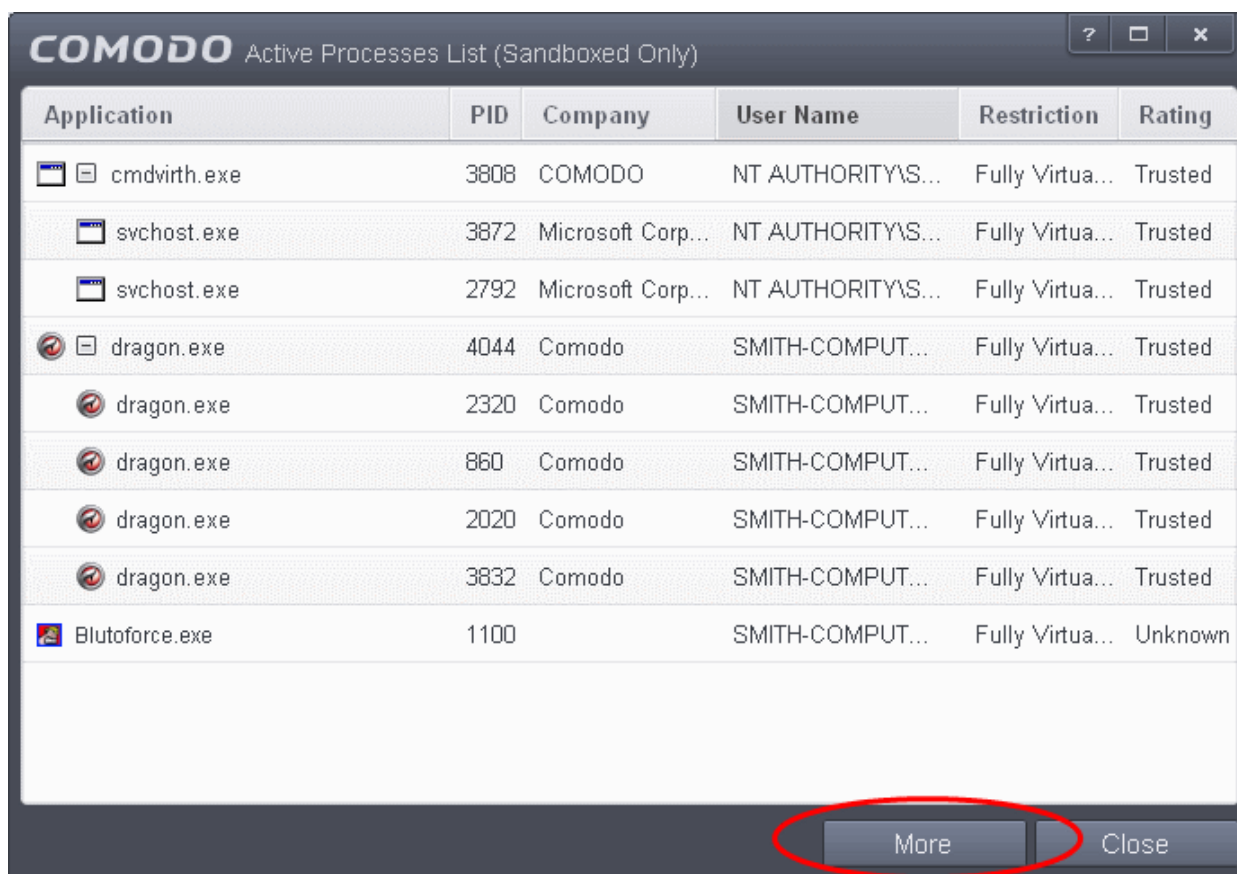 COMODO Active Processes List (Sandboxed Only) ?
Application PID Company User Name Restriction Rating
cmdvirth.exe 3808 COMODO NT AUTHORITY\S... Fully Virtua... Trusted
svchost.exe 3872 Microsoft Corp... NT AUTHORITY\S... Fully Virtua... Trusted
svchost.exe 2792 Microsoft Corp... NT AUTHORITY\S... Fully Virtua... Trusted
dragon.exe 4044 Comodo SMITH-COMPUT... Fully Virtua... Trusted
dragon.exe 2320 Comodo SMITH-COMPUT... Fully Virtua... Trusted
dragon.exe 860 Comodo SMITH-COMPUT... Fully Virtua... Trusted
dragon.exe 2020 Comodo SMITH-COMPUT... Fully Virtua... Trusted
dragon.exe 3832 Comodo SMITH-COMPUT... Fully Virtua... Trusted
Blutoforce.exe 1100 SMITH-COMPUT... Fully Virtua... Unknown
More Close